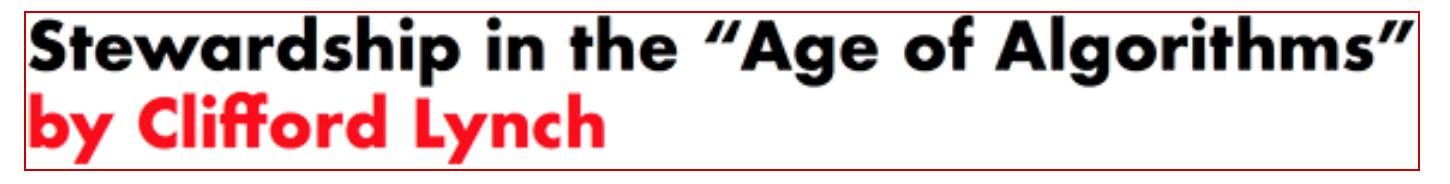 Stewardship in the “Age of Algorithms”
by Clifford Lynch